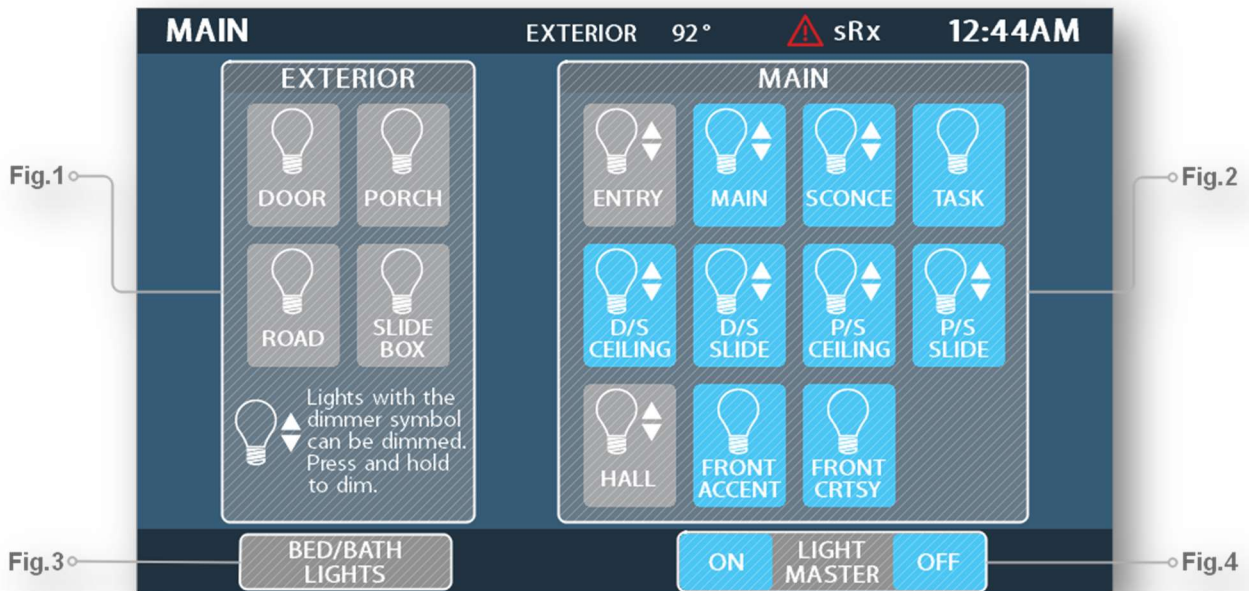 MAIN
EXTERIOR 92° sRx 12:44AM
EXTERIOR
DOOR
PORCH
ROAD
SLIDE
BOX
Lights with the
dimmer symbol
can be dimmed.
Press and hold
to dim.
MAIN
ENTRY
MAIN
SCONCE
TASK
D/S
CEILING
D/S
SLIDE
P/S
CEILING
P/S
SLIDE
HALL
FRONT
ACCENT
FRONT
CRTSY
BED/BATH
LIGHTS
ON
LIGHT
MASTER
OFF
Fig.1
Fig.2
Fig.3
Fig.4